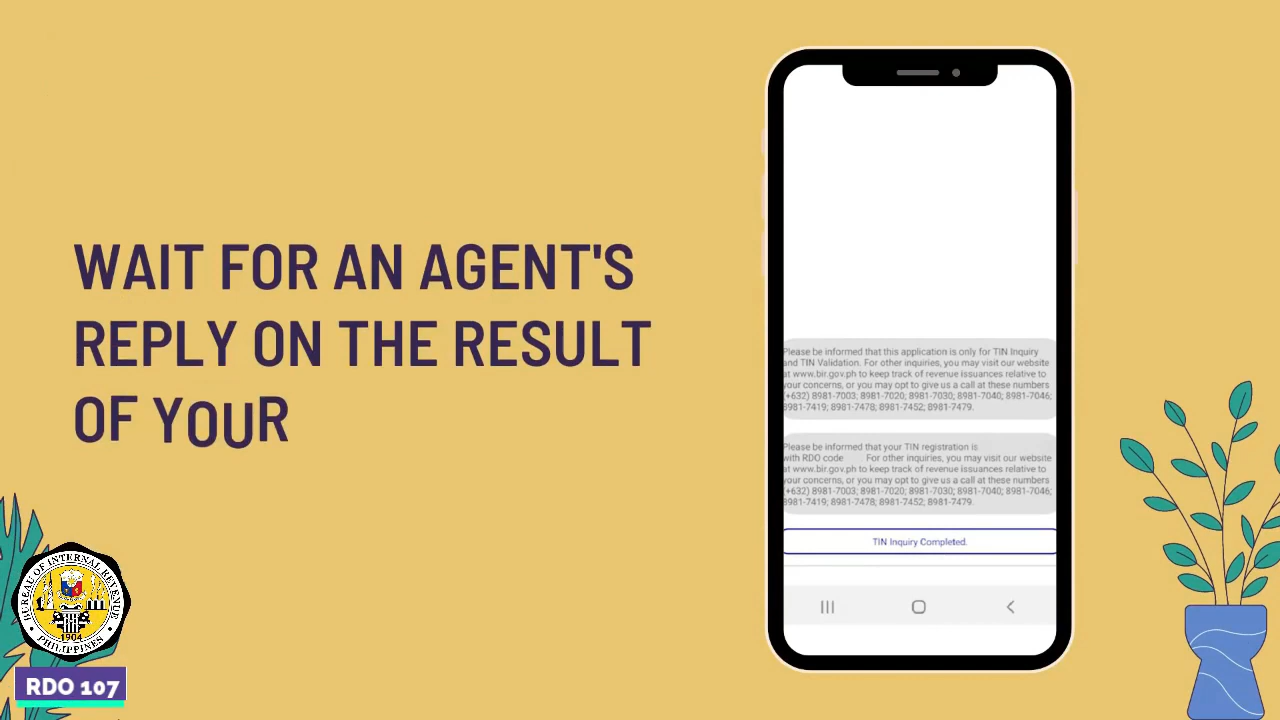 WAIT FOR AN AGENT'S
REPLY ON THE RESULT
OF YOUR
Please be informed that this application is only for TIN Inquiry
and TIN Validation. For other inquiries, you may visit our website
at www.bir.gov.ph to keep track of revenue issuances relative to
your concerns, or you may opt to give us a call at these numbers
(+632) 8981-7003; 8981-7020; 8981-7030; 8981-7040; 8981-7046;
8981-7419; 8981-7478; 8981-7452; 8981-7479.
Please be informed that your TIN registration is
with RDO code For other inquiries, you may visit our website
at www.bir.gov.ph to keep track of revenue issuances relative to
your concerns, or you may opt to give us a call at these numbers
(+632) 8981-7003; 8981-7020; 8981-7030; 8981-7040; 8981-7046;
8981-7419; 8981-7478; 8981-7452; 8981-7479.
TIN Inquiry Completed.
BUREAU OF INTERNAL REVENUE
1904
PHILIPPINES
RDO 107